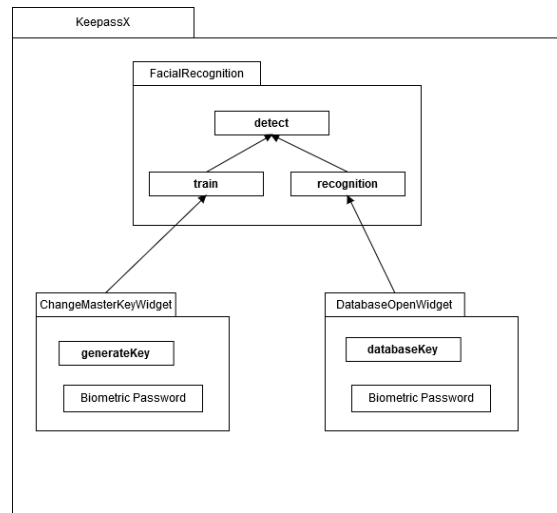 KeepassX
FacialRecognition
detect
train
recognition
ChangeMasterKeyWidget
DatabaseOpenWidget
generateKey
databaseKey
Biometric Password
Biometric Password